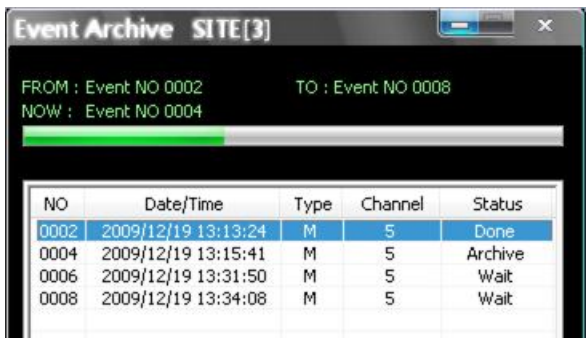 Event Archive SITE[3]
FROM : Event NO 0002 TO : Event NO 0008
NOW : Event NO 0004
NO Date/Time Type Channel Status
0002 2009/12/19 13:13:24 M 5 Done
0004 2009/12/19 13:15:41 M 5 Archive
0006 2009/12/19 13:31:50 M 5 Wait
0008 2009/12/19 13:34:08 M 5 Wait